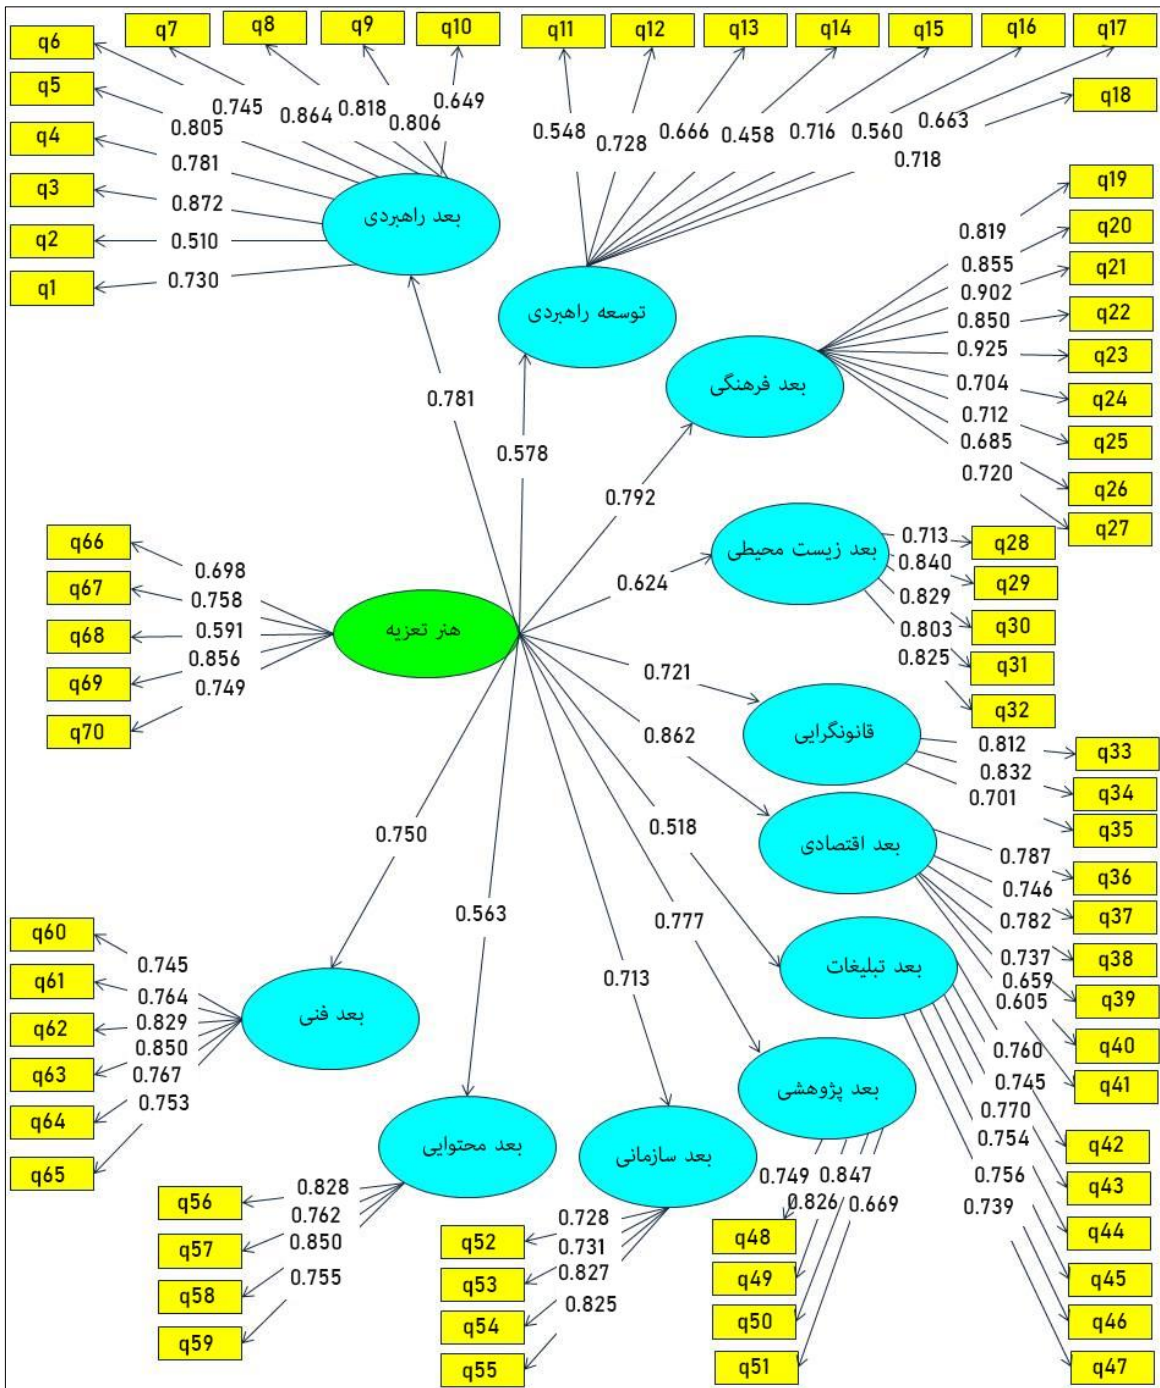 q6
q7
q8
q9
q10
q11
q12
q13
q14
q15
q16
q17
q18
q5
q4
q3
q2
q1
0.745
0.864
0.818
0.806
0.649
0.805
0.781
0.872
0.510
0.730
بعد راهبردی
0.548
0.728
0.666
0.458
0.716
0.560
0.663
0.718
توسعه راهبردی
q19
q20
q21
q22
q23
q24
q25
q26
q27
0.819
0.855
0.902
0.850
0.925
0.704
0.712
0.685
0.720
بعد فرهنگی
0.781
0.578
0.792
0.624
0.721
0.862
0.518
0.777
0.713
0.563
0.750
q66
q67
q68
q69
q70
0.698
0.758
0.591
0.856
0.749
هنر تعزیه
بعد زیست محیطی
0.713
0.840
0.829
0.803
0.825
q28
q29
q30
q31
q32
قانونگرایی
0.812
0.832
0.701
q33
q34
q35
بعد اقتصادی
0.787
0.746
0.782
0.737
0.659
0.605
q36
q37
q38
q39
q40
q41
بعد تبلیغات
0.760
0.745
0.770
0.754
0.756
0.739
q42
q43
q44
q45
q46
q47
بعد پژوهشی
0.749
0.826
0.847
0.669
q48
q49
q50
q51
بعد سازمانی
0.728
0.731
0.827
0.825
q52
q53
q54
q55
بعد محتوایی
0.828
0.762
0.850
0.755
q56
q57
q58
q59
بعد فنی
0.745
0.764
0.829
0.850
0.767
0.753
q60
q61
q62
q63
q64
q65